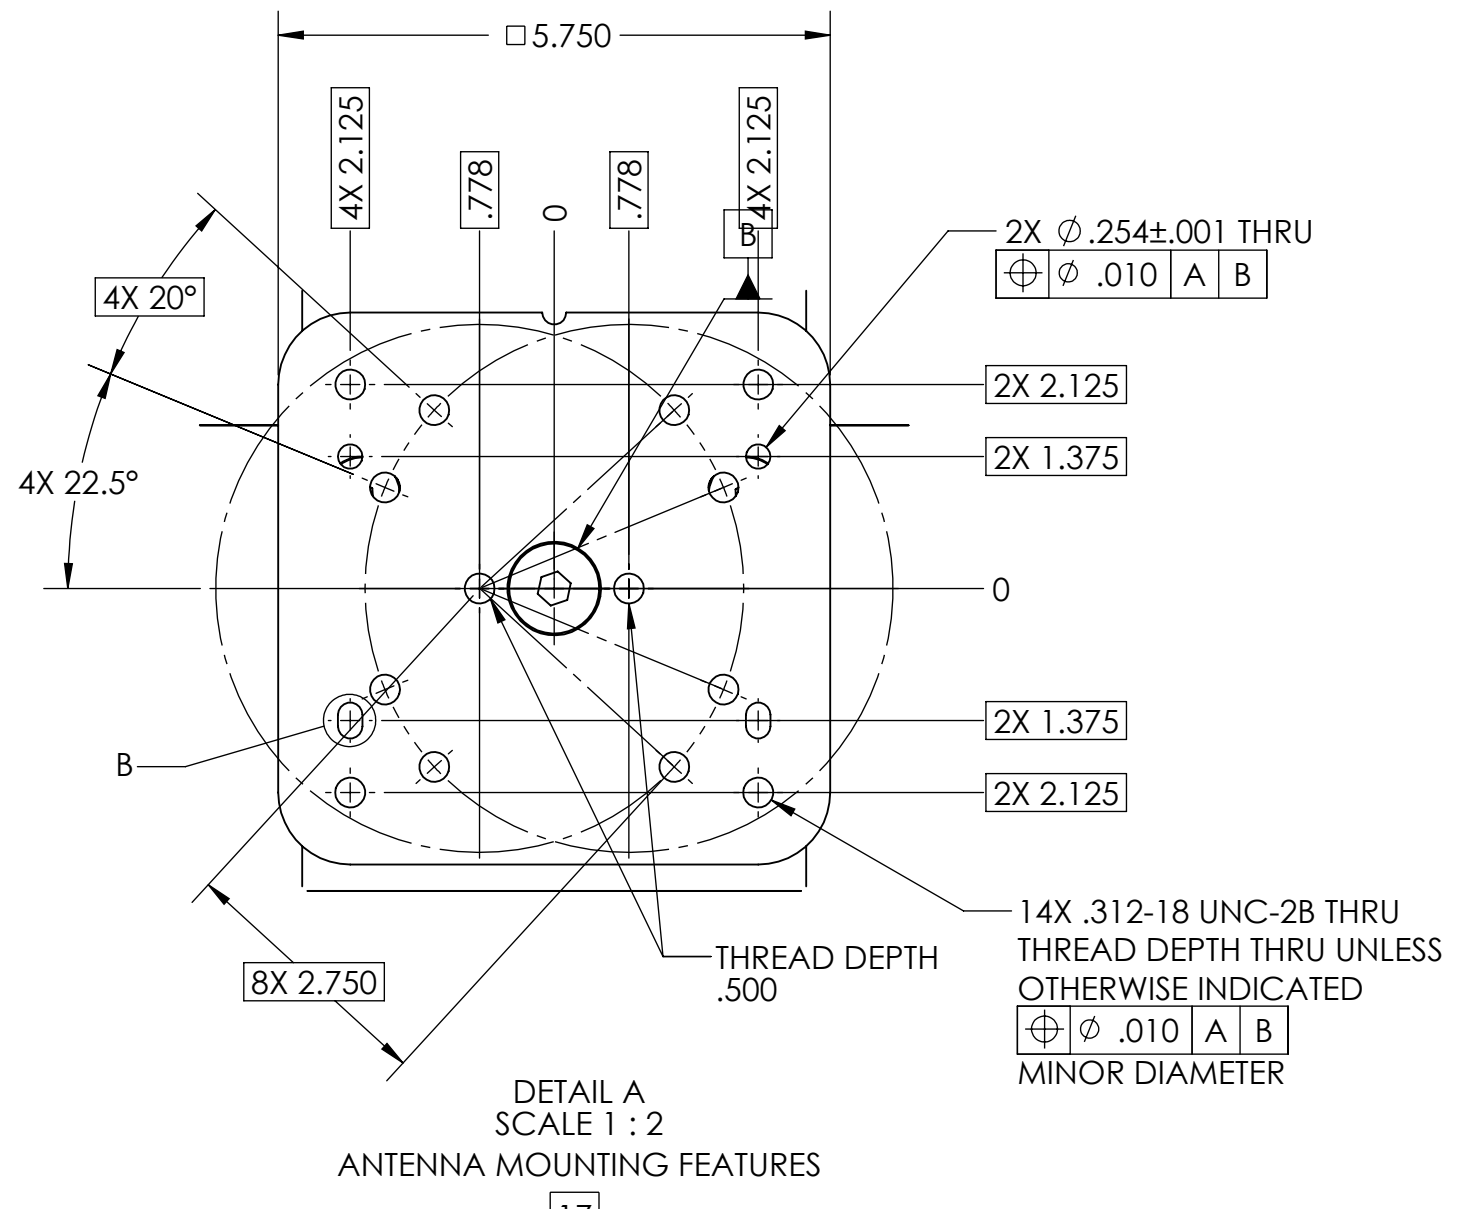 5.750
4X 2.125
.778
0
.778
4X 2.125
B
2X ⌀ .254±.001 THRU
⌖ ⌀ .010 A B
4X 20°
2X 2.125
2X 1.375
4X 22.5°
0
2X 1.375
B
2X 2.125
8X 2.750
THREAD DEPTH
.500
14X .312-18 UNC-2B THRU
THREAD DEPTH THRU UNLESS
OTHERWISE INDICATED
⌖ ⌀ .010 A B
MINOR DIAMETER
DETAIL A
SCALE 1 : 2
ANTENNA MOUNTING FEATURES